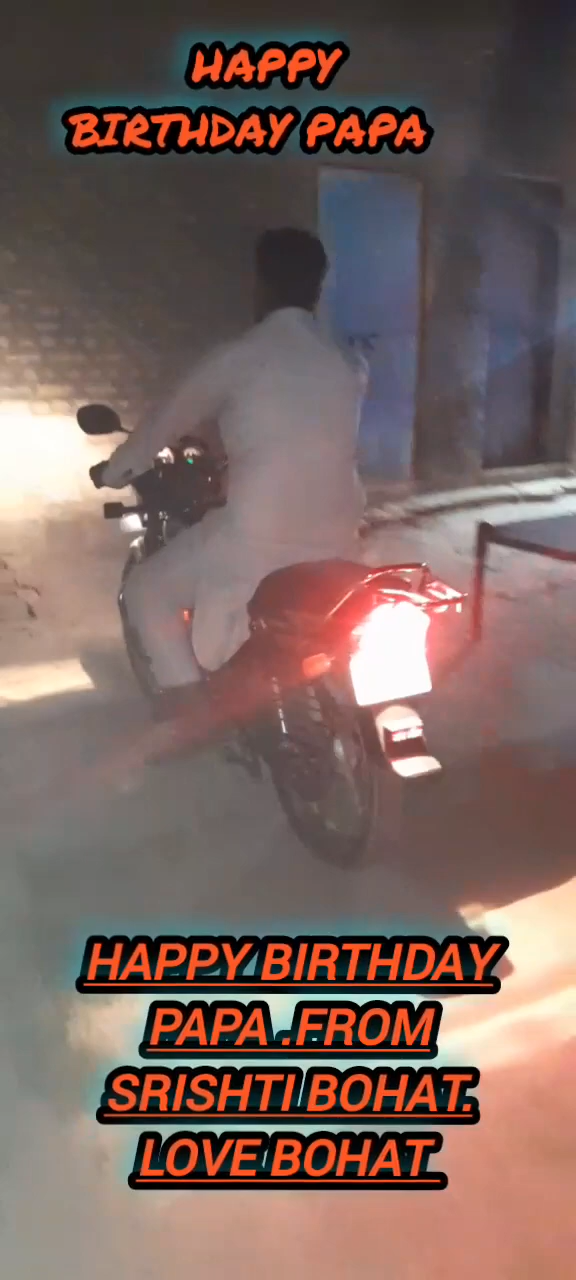 HAPPY
BIRTHDAY PAPA
HAPPY BIRTHDAY
PAPA .FROM
SRISHTI BOHAT.
LOVE BOHAT